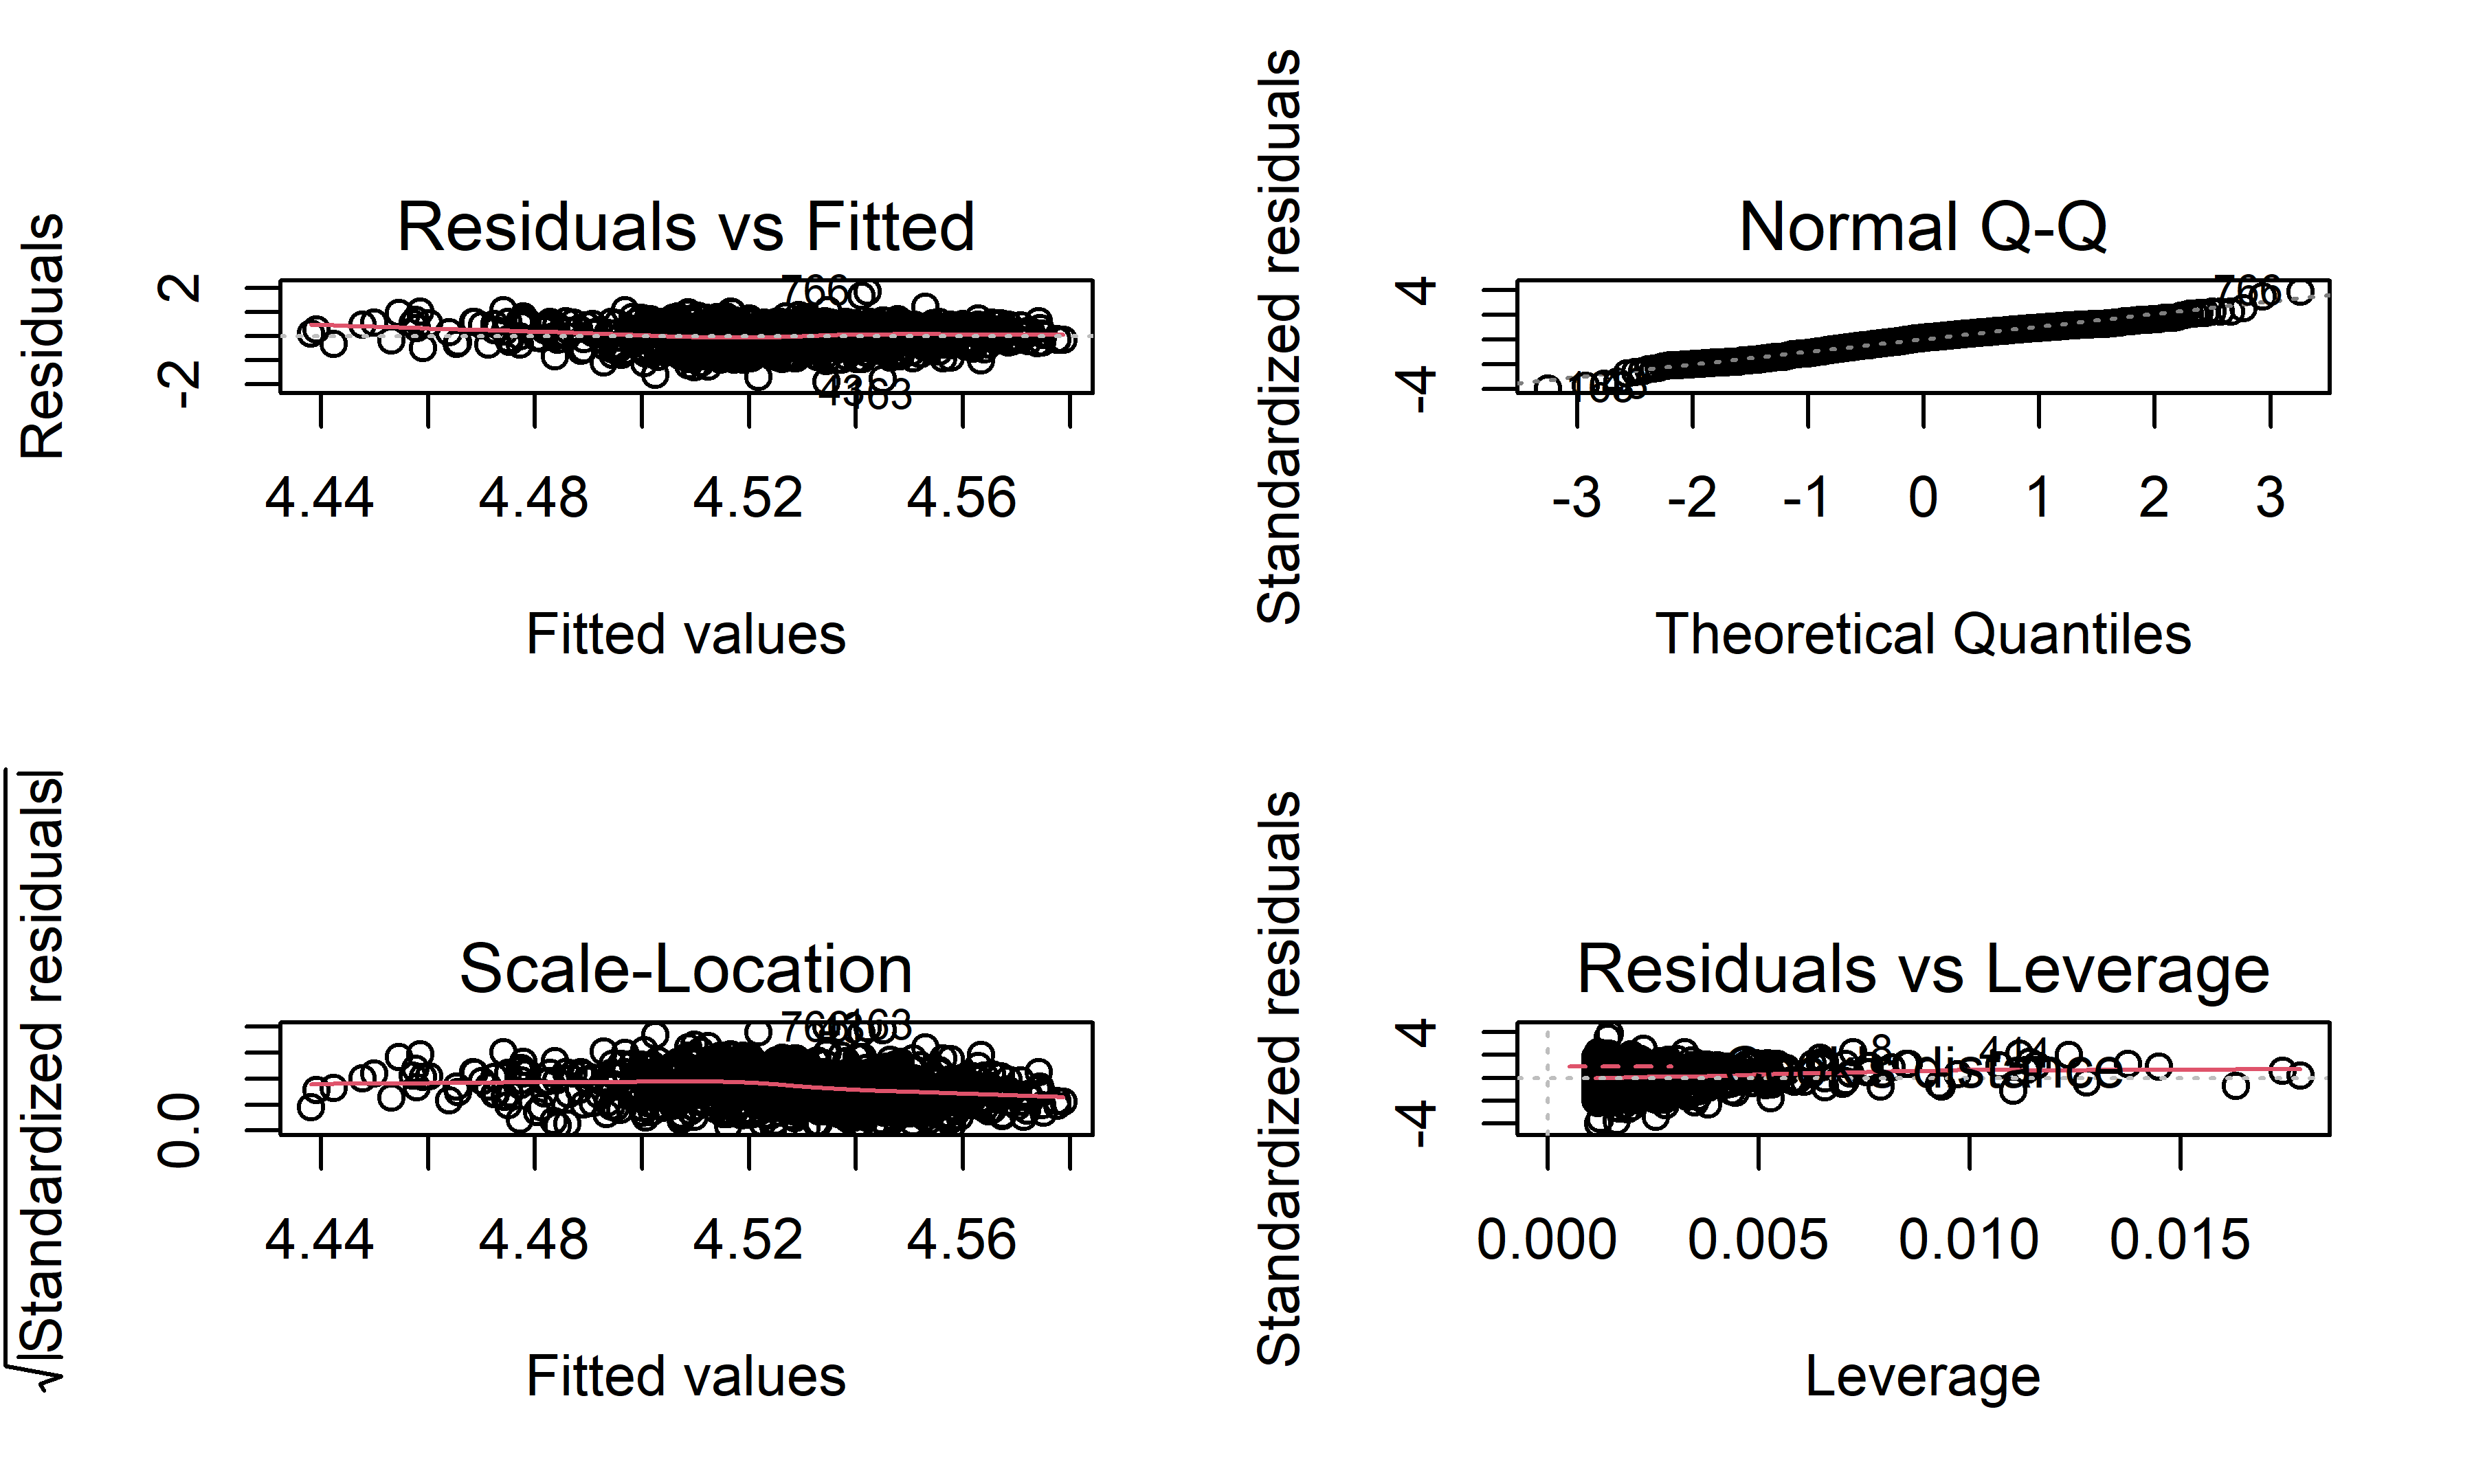 Residuals vs Fitted
Residuals
2
-2
766
4.44 4.48 4.52 4.56
Fitted values
Normal Q-Q
Standardized residuals
4
-4
766
-3 -2 -1 0 1 2 3
Theoretical Quantiles
Scale-Location
√|Standardized residuals|
0.0
4.44 4.48 4.52 4.56
Fitted values
Residuals vs Leverage
Standardized residuals
4
-4
distance
0.000 0.005 0.010 0.015
Leverage